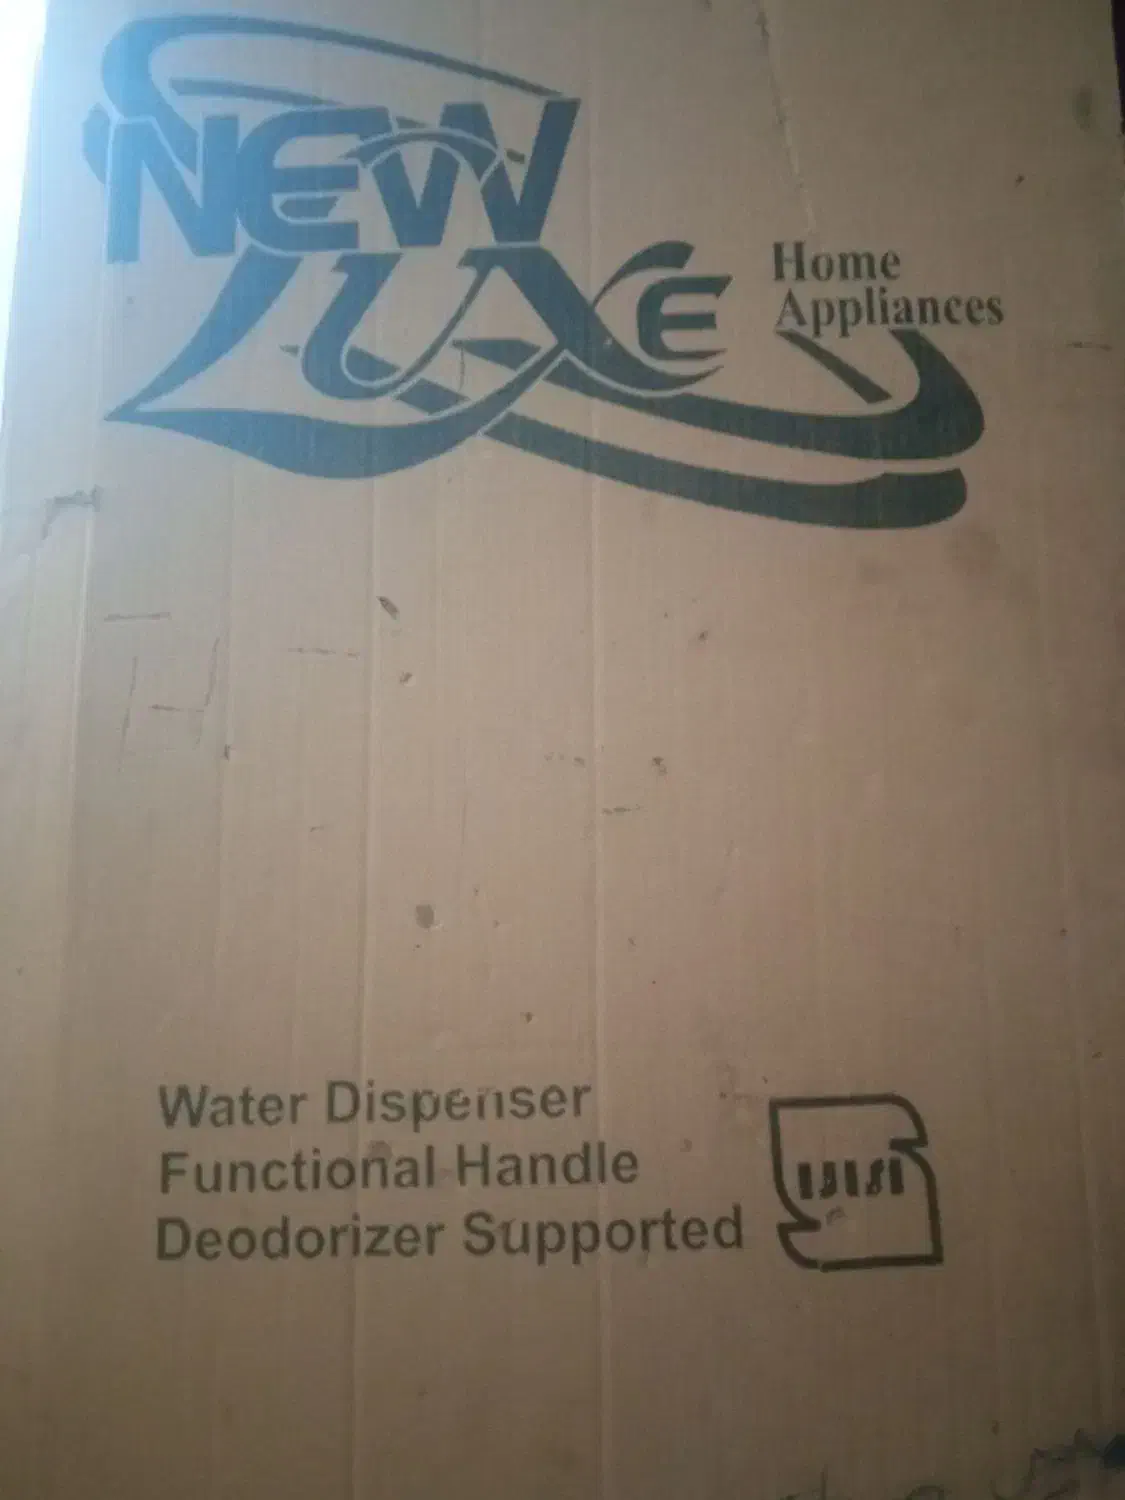 NEW
LUXE
Home
Appliances
Water Dispenser
Functional Handle
Deodorizer Supported